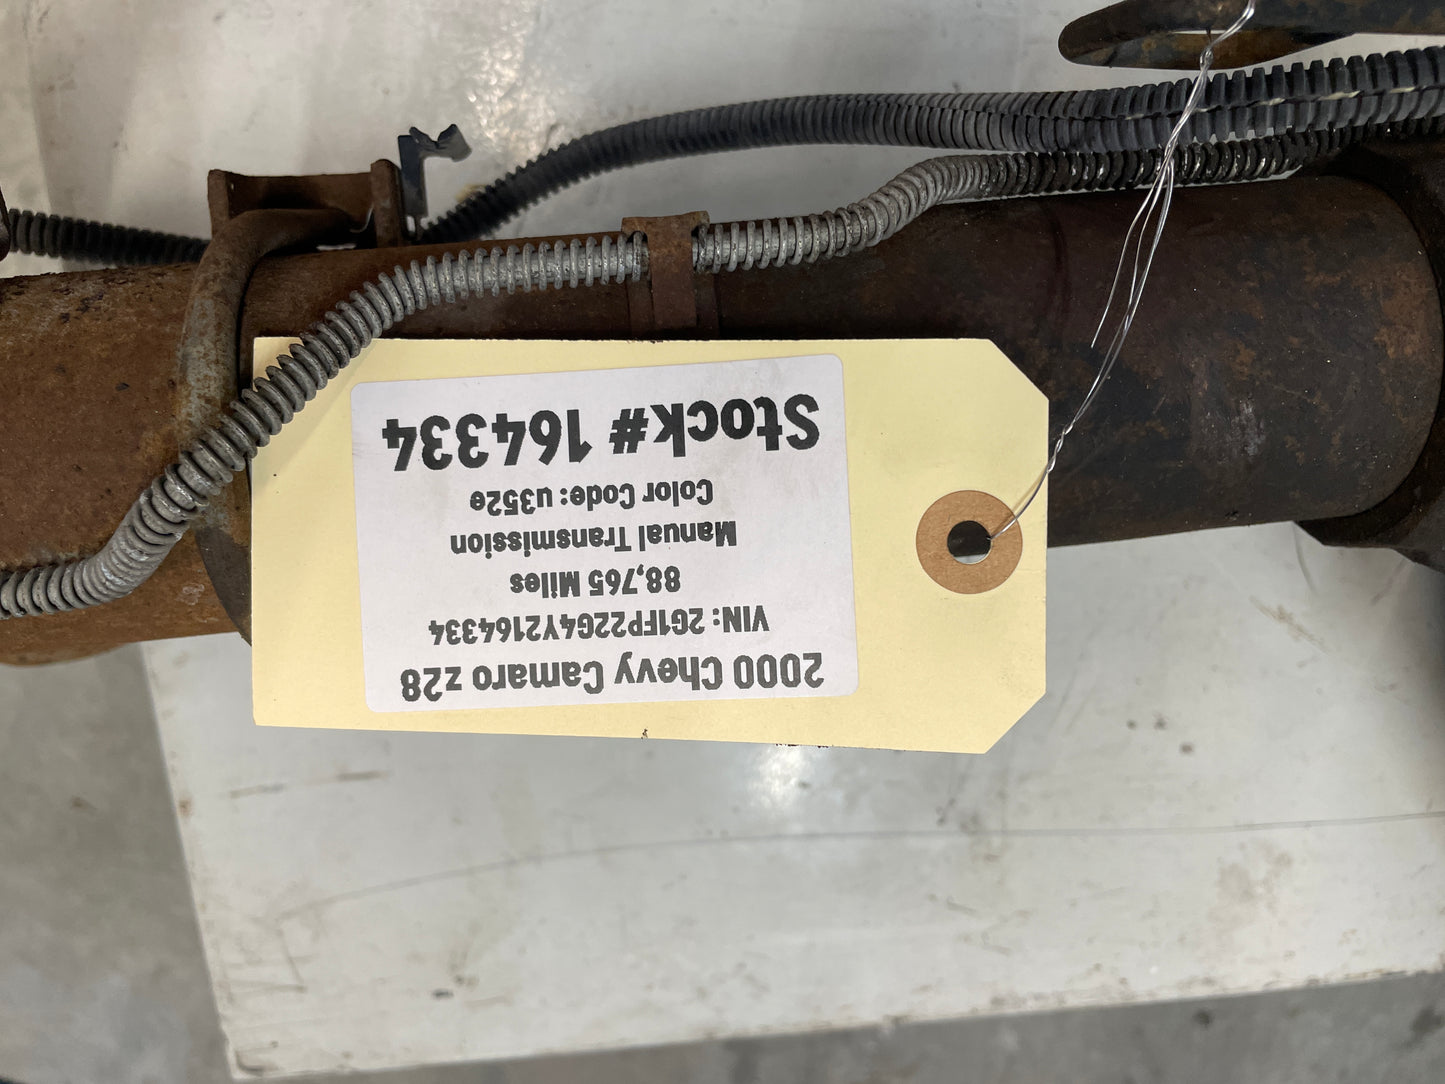 2000 Chevy Camaro z28
VIN: 2G1FP22G4Y2164334
88,765 Miles
Manual Transmission
Color Code: u352e
Stock# 164334